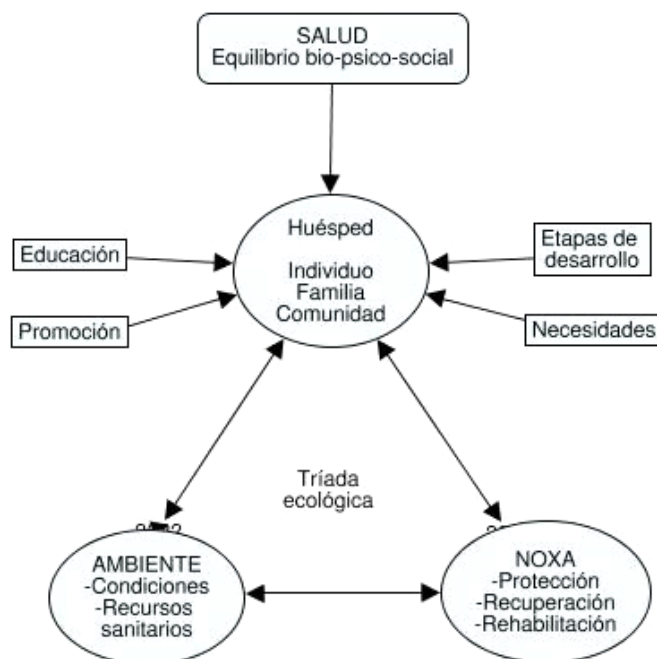 SALUD
Equilibrio bio-psico-social
Huésped
Individuo
Familia
Comunidad
Educación
Promoción
Etapas de
desarrollo
Necesidades
Tríada
ecológica
AMBIENTE
-Condiciones
-Recursos
sanitarios
NOXA
-Protección
-Recuperación
-Rehabilitación